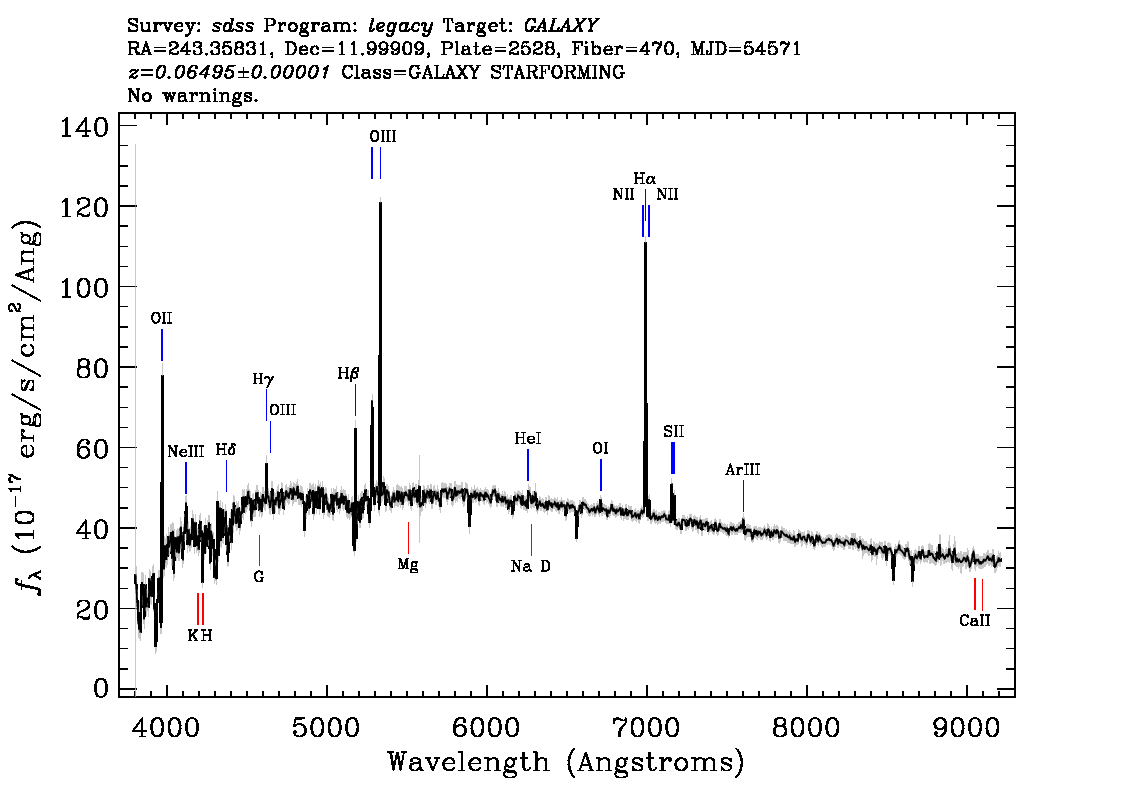 Survey: sdss Program: legacy Target: GALAXY
RA=243.35831, Dec=11.99909, Plate=2528, Fiber=470, MJD=54571
z=0.06495±0.00001 Class=GALAXY STARFORMING
No warnings.
140
OIII
120
Hα
NII NII
100
OII
80
Hγ Hβ
OIII
60
NeIII Hδ HeI OI SII
ArIII
40
G Mg Na D
20
K H CaII
0
4000 5000 6000 7000 8000 9000
Wavelength (Angstroms)
fλ (10−17 erg/s/cm2/Ang)